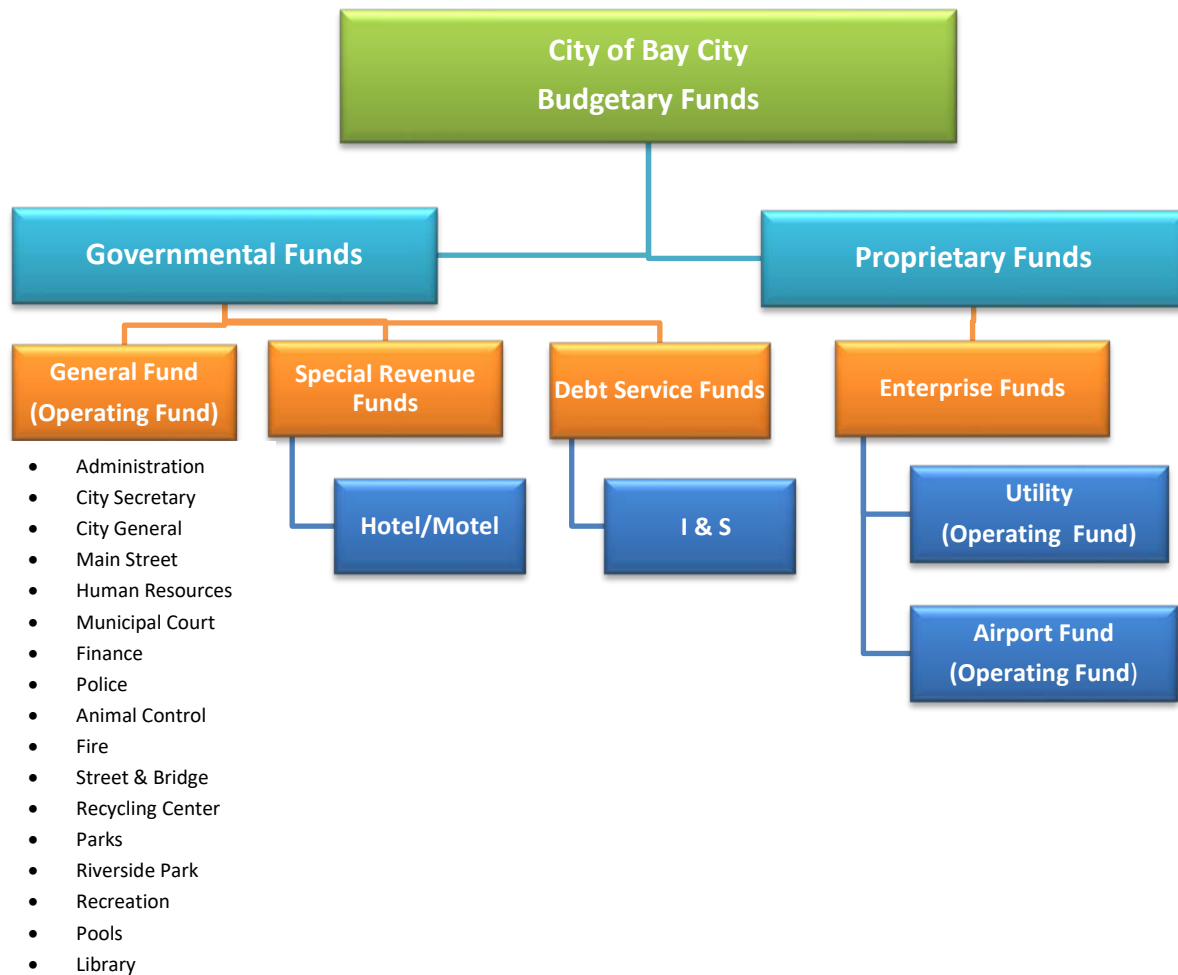 City of Bay City
Budgetary Funds
Governmental Funds
Proprietary Funds
General Fund
(Operating Fund)
Special Revenue
Funds
Debt Service Funds
Enterprise Funds
• Administration
• City Secretary
• City General
• Main Street
• Human Resources
• Municipal Court
• Finance
• Police
• Animal Control
• Fire
• Street & Bridge
• Recycling Center
• Parks
• Riverside Park
• Recreation
• Pools
• Library
Hotel/Motel
I & S
Utility
(Operating Fund)
Airport Fund
(Operating Fund)